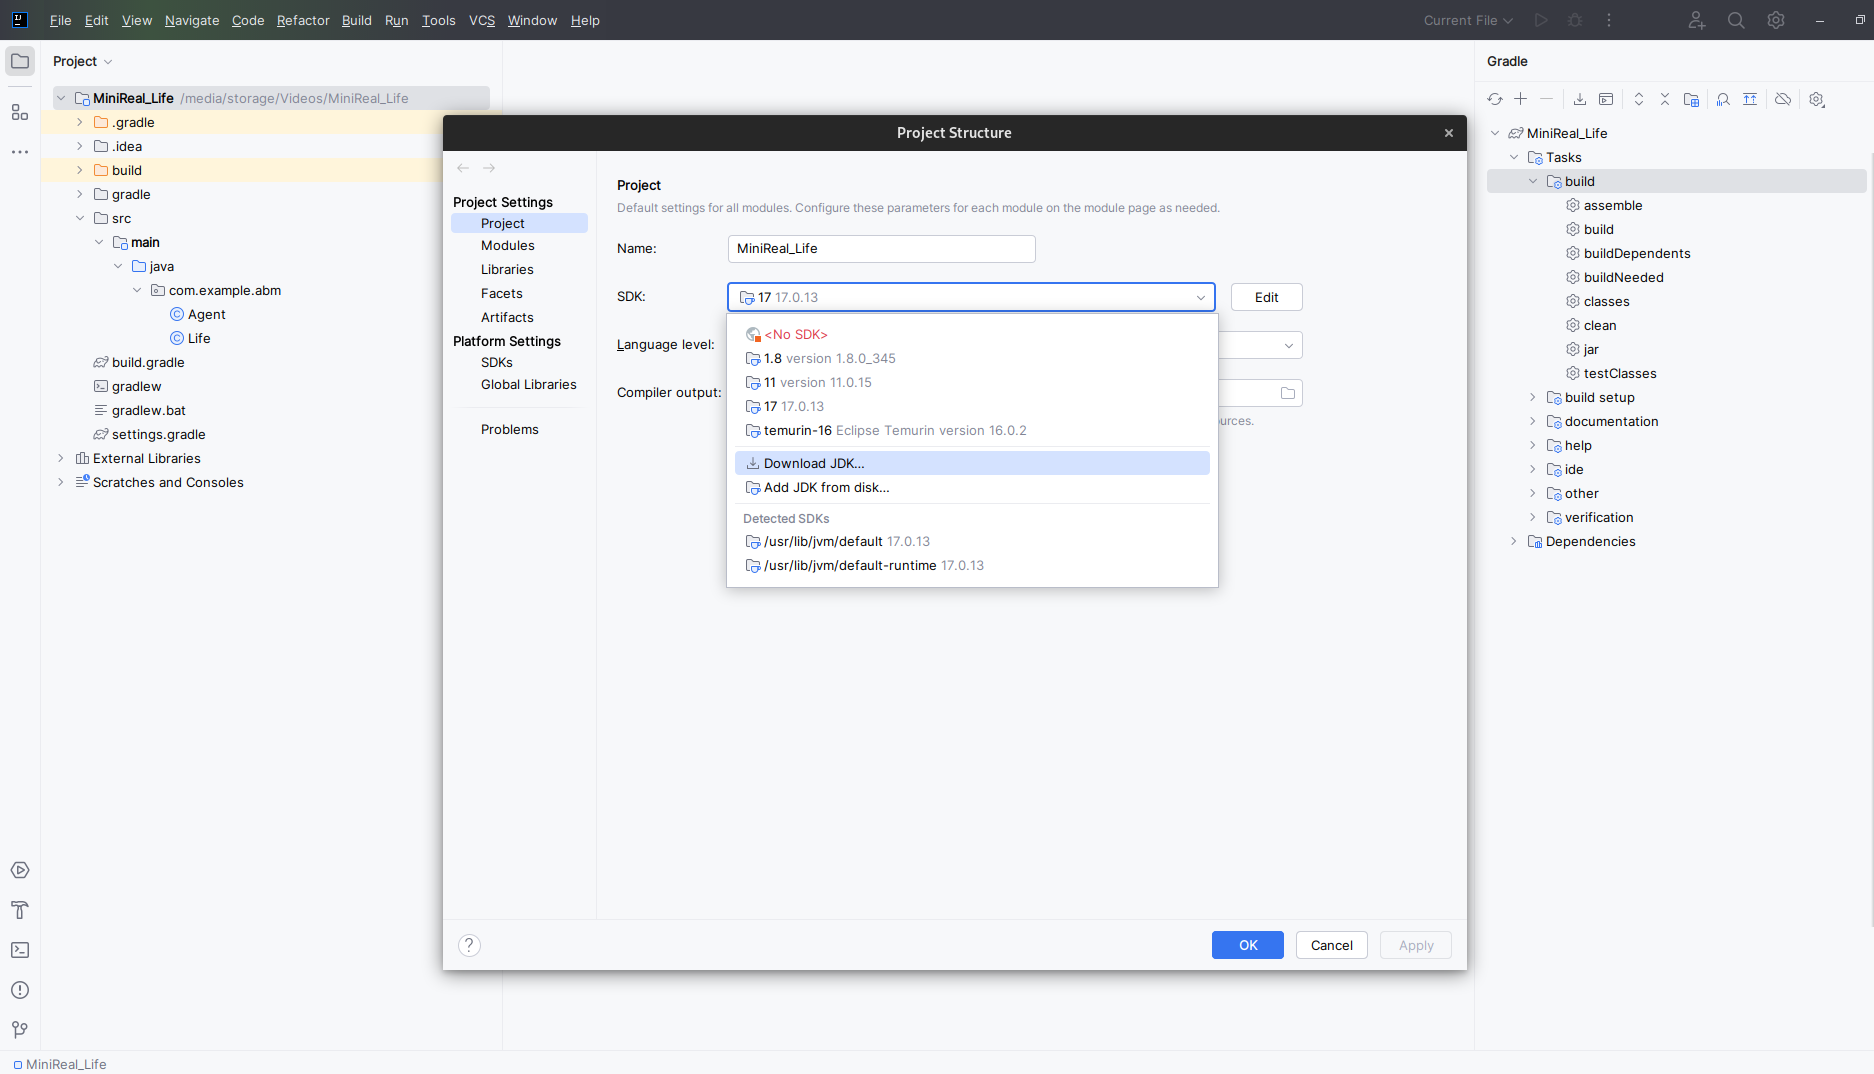 File Edit View Navigate Code Refactor Build Run Tools VCS Window Help
Current File
Project
MiniReal_Life /media/storage/Videos/MiniReal_Life
.gradle
.idea
build
gradle
src
main
java
com.example.abm
Agent
Life
build.gradle
gradlew
gradlew.bat
settings.gradle
External Libraries
Scratches and Consoles
Project Structure
Project Settings
Project
Modules
Libraries
Facets
Artifacts
Platform Settings
SDKs
Global Libraries
Problems
Project
Default settings for all modules. Configure these parameters for each module on the module page as needed.
Name: MiniReal_Life
SDK: 17 17.0.13 Edit
<No SDK>
Language level:
1.8 version 1.8.0_345
11 version 11.0.15
Compiler output:
17 17.0.13
urces.
temurin-16 Eclipse Temurin version 16.0.2
Download JDK...
Add JDK from disk...
Detected SDKs
/usr/lib/jvm/default 17.0.13
/usr/lib/jvm/default-runtime 17.0.13
? OK Cancel Apply
Gradle
MiniReal_Life
Tasks
build
assemble
build
buildDependents
buildNeeded
classes
clean
jar
testClasses
build setup
documentation
help
ide
other
verification
Dependencies
MiniReal_Life